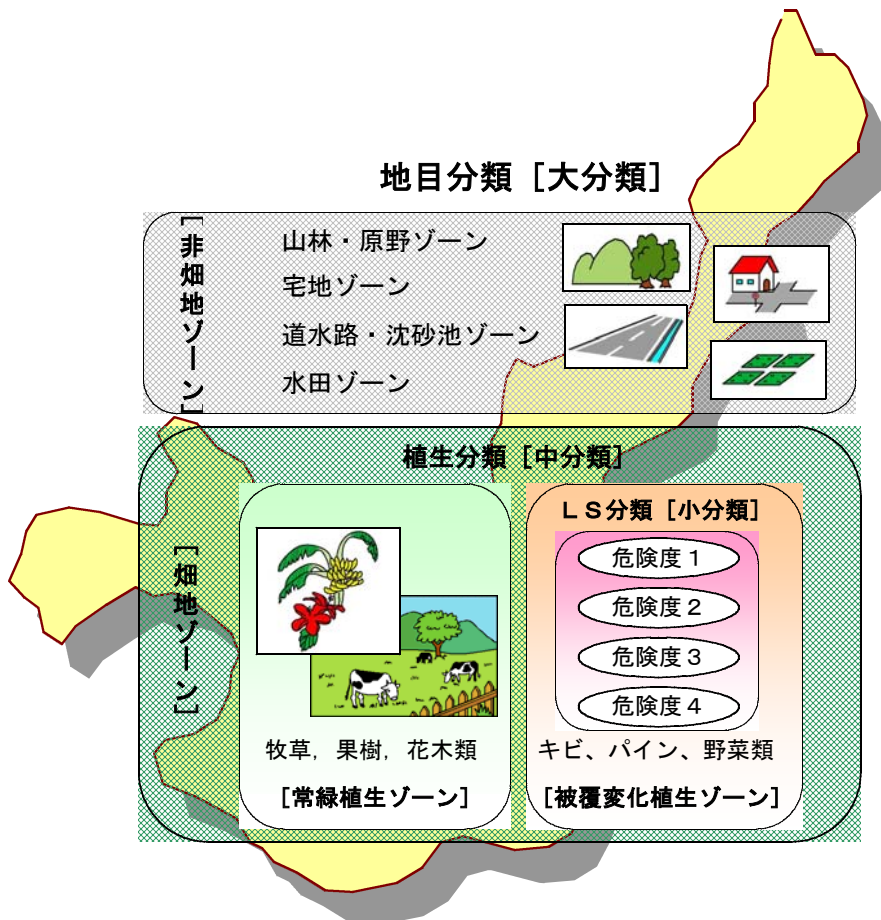 地目分類［大分類］
［非畑地ゾーン］
山林・原野ゾーン
宅地ゾーン
道水路・沈砂池ゾーン
水田ゾーン
植生分類［中分類］
［畑地ゾーン］
牧草，果樹，花木類
［常緑植生ゾーン］
ＬＳ分類［小分類］
危険度１
危険度２
危険度３
危険度４
キビ、パイン、野菜類
［被覆変化植生ゾーン］